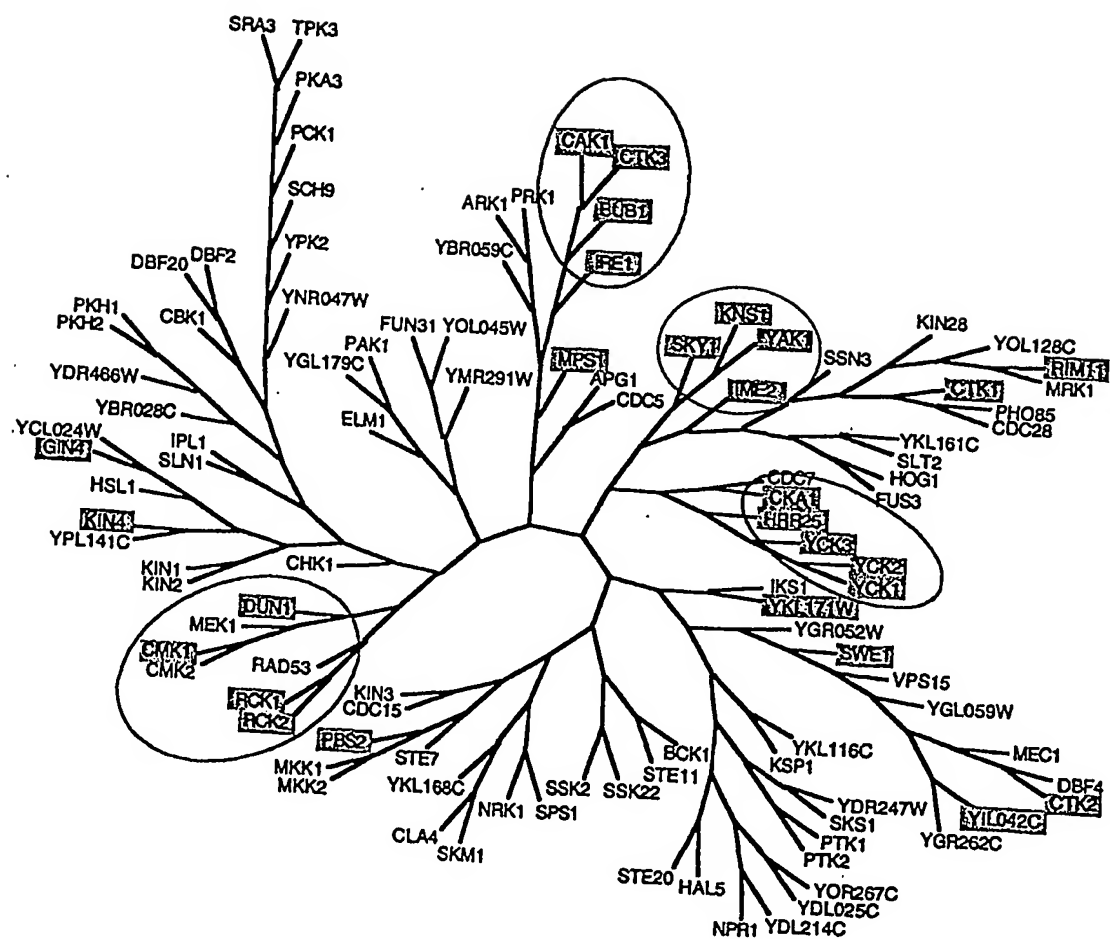 SRA3
TPK3
PKA3
PCK1
SCH9
YPK2
YNR047W
DBF2
DBF20
CBK1
PKH1
PKH2
YDR466W
YBR028C
YCL024W
GIN4
IPL1
SLN1
HSL1
KIN4
YPL141C
KIN1
KIN2
CHK1
DUN1
MEK1
CMK1
CMK2
RAD53
RCK1
RCK2
PAK1
YGL179C
ELM1
FUN31
YOL045W
YMR291W
ARK1
PRK1
YBR059C
CAK1
CTK3
BUB1
IRE1
MPS1
APG1
CDC5
KNS1
SKY1
YAK1
IME2
SSN3
KIN28
YOL128C
RIM11
MRK1
CTK1
PHO85
CDC28
YKL161C
SLT2
HOG1
FUS3
CDC7
CKA1
HRR25
YCK3
YCK2
YCK1
IKS1
YKL171W
YGR052W
SWE1
VPS15
YGL059W
MEC1
DBF4
CTK2
YIL042C
YGR262C
YKL116C
KSP1
YDR247W
SKS1
PTK1
PTK2
YOR267C
YDL025C
YDL214C
NPR1
HAL5
STE20
BCK1
STE11
SSK22
SSK2
SPS1
NRK1
SKM1
CLA4
YKL168C
KIN3
CDC15
PBS2
STE7
MKK1
MKK2